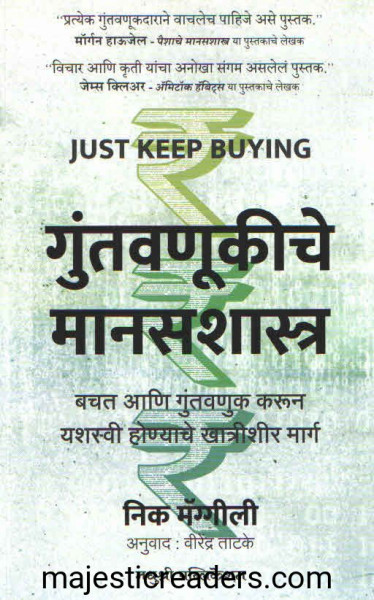 "प्रत्येक गुंतवणूकदाराने वाचलेच पाहिजे असे पुस्तक."
मॉर्गन हाऊजेल - पैशाचे मानसशास्त्र या पुस्तकाचे लेखक
"विचार आणि कृती यांचा अनोखा संगम असलेलं पुस्तक."
जेम्स क्लिअर - ॲमिटॉक हॅबिट्स या पुस्तकाचे लेखक
JUST KEEP BUYING
गुंतवणूकीचे
मानसशास्त्र
बचत आणि गुंतवणुक करून
यशस्वी होण्याचे खात्रीशीर मार्ग
निक मॅग्गीली
अनुवाद : वीरेंद्र ताटके
majesticreaders.com